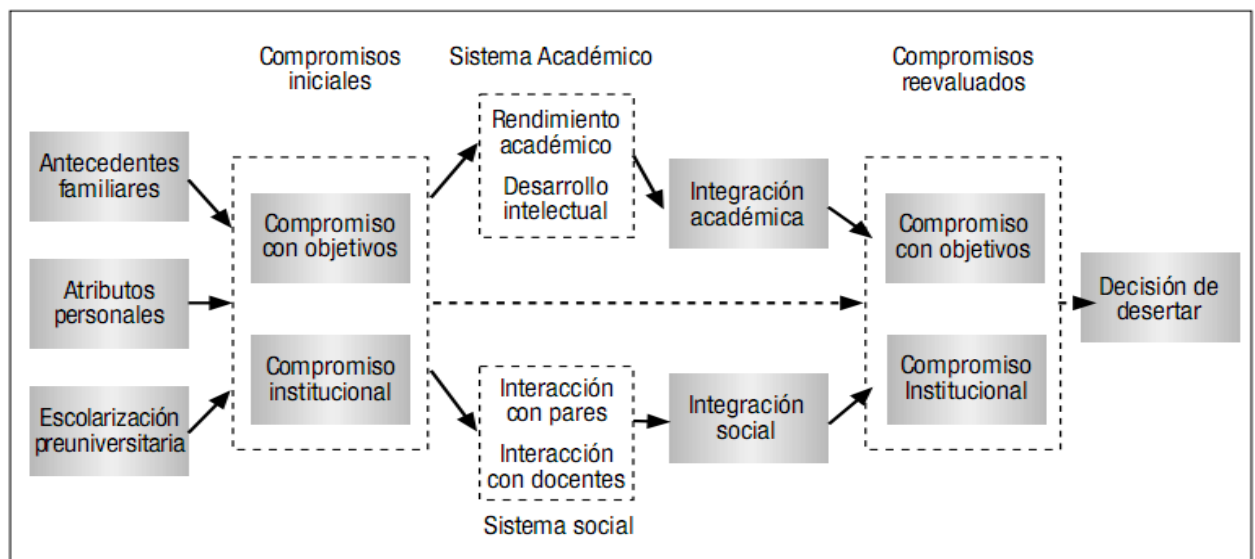 Compromisos
iniciales
Sistema Académico
Compromisos
reevaluados
Antecedentes
familiares
Atributos
personales
Escolarización
preuniversitaria
Compromiso
con objetivos
Compromiso
institucional
Rendimiento
académico
Desarrollo
intelectual
Interacción
con pares
Interacción
con docentes
Sistema social
Integración
académica
Integración
social
Compromiso
con objetivos
Compromiso
Institucional
Decisión de
desertar